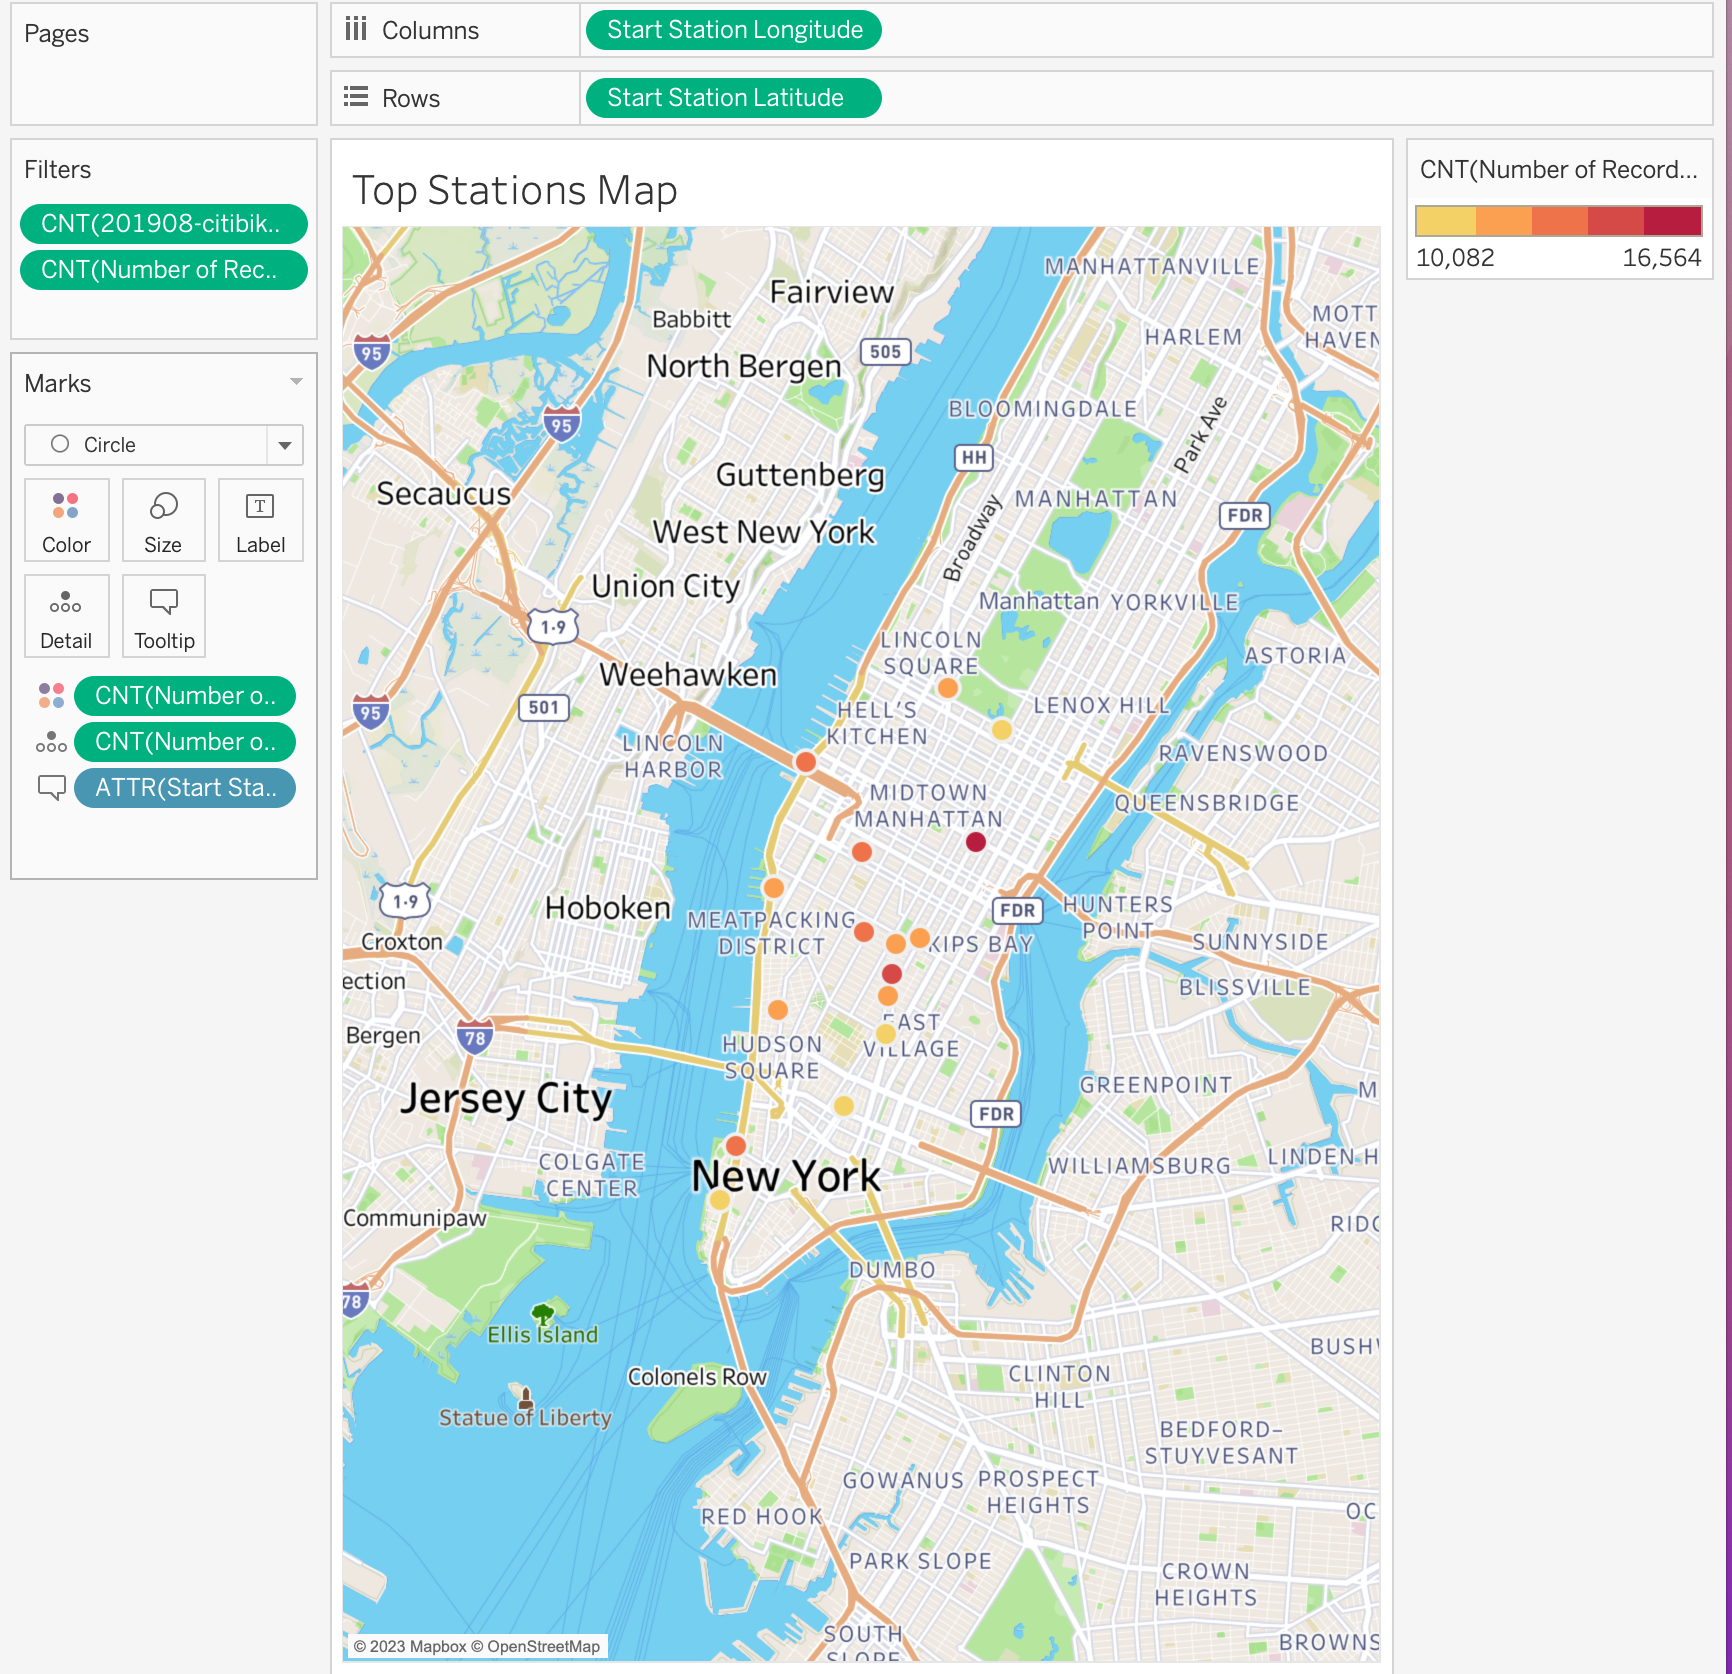 Pages
Columns
Start Station Longitude
Rows
Start Station Latitude
Filters
CNT(201908-citibik..
CNT(Number of Rec..
Marks
Circle
Color
Size
Label
Detail
Tooltip
CNT(Number o..
CNT(Number o..
ATTR(Start Sta..
CNT(Number of Record...
10,082
16,564
Top Stations Map
MANHATTANVILLE
Fairview
Babbitt
MOTT
HAVEN
HARLEM
95
505
North Bergen
BLOOMINGDALE
Park Ave
95
HH
Guttenberg
Secaucus
MANHATTAN
FDR
West New York
Broadway
Union City
Manhattan
YORKVILLE
1·9
LINCOLN
SQUARE
ASTORIA
Weehawken
501
95
LENOX HILL
HELL'S
KITCHEN
LINCOLN
HARBOR
RAVENSWOOD
MIDTOWN
MANHATTAN
QUEENSBRIDGE
1·9
Hoboken
MEATPACKING
DISTRICT
FDR
HUNTERS
POINT
Croxton
KIPS BAY
SUNNYSIDE
ection
BLISSVILLE
Bergen
78
EAST
VILLAGE
HUDSON
SQUARE
GREENPOINT
M
Jersey City
FDR
COLGATE
CENTER
New York
WILLIAMSBURG
LINDEN H
Communipaw
RIDG
DUMBO
78
Ellis Island
BUSHW
Colonels Row
CLINTON
HILL
Statue of Liberty
BEDFORD–
STUYVESANT
GOWANUS
PROSPECT
HEIGHTS
RED HOOK
OC
PARK SLOPE
CROWN
HEIGHTS
SOUTH
SLOPE
BROWNS
© 2023 Mapbox © OpenStreetMap